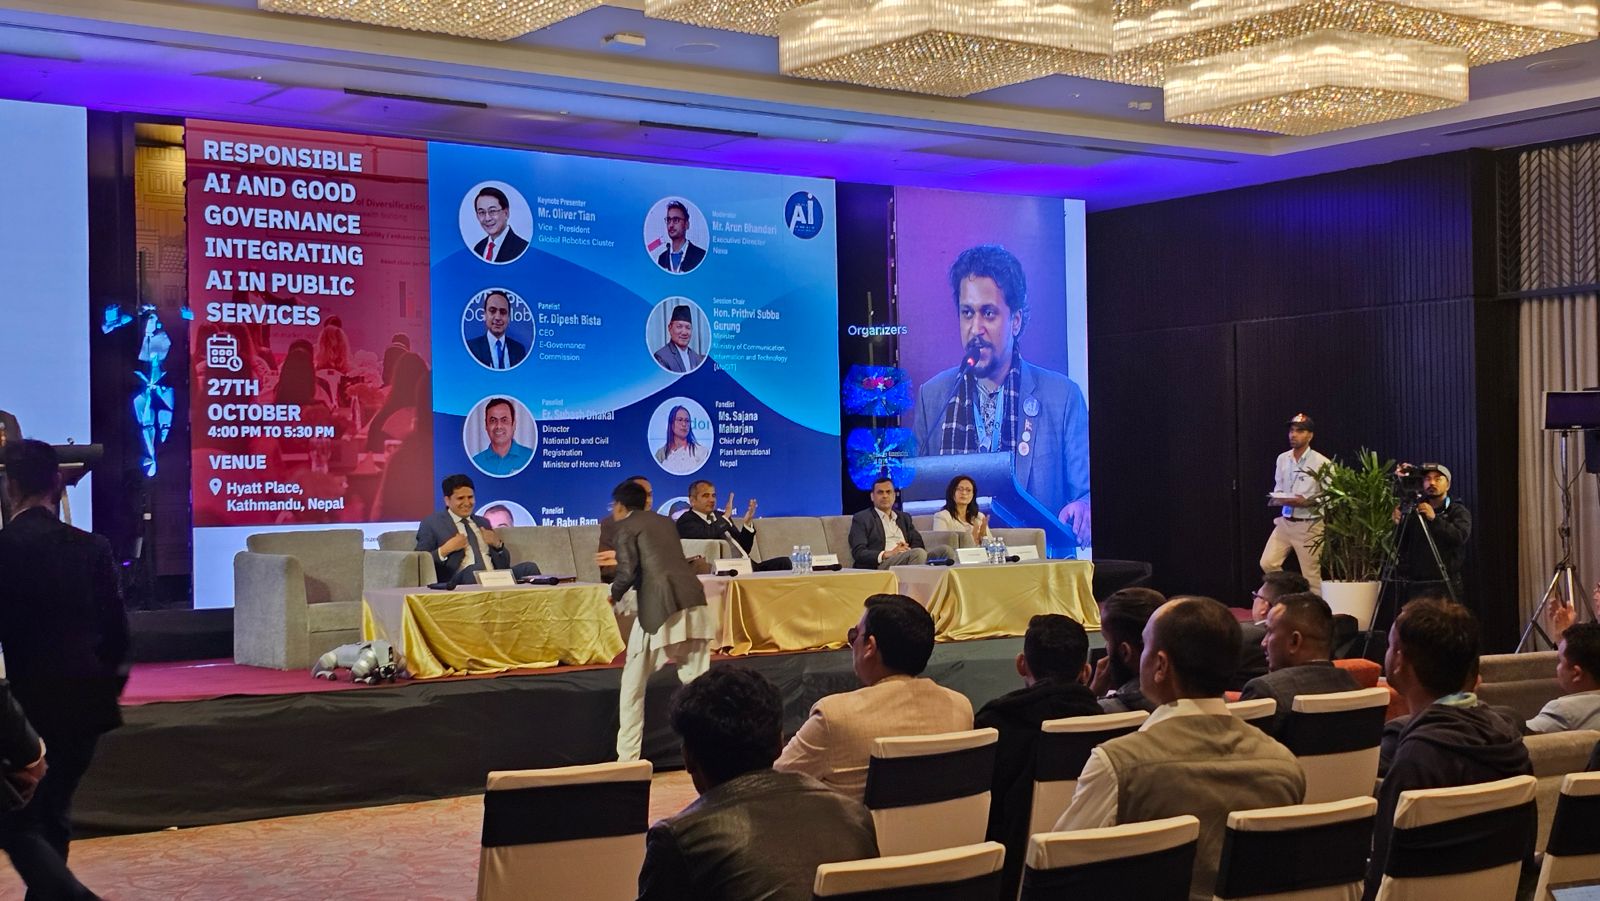 RESPONSIBLE
AI AND GOOD
GOVERNANCE
INTEGRATING
AI IN PUBLIC
SERVICES
27TH
OCTOBER
4:00 PM TO 5:30 PM
VENUE
Hyatt Place,
Kathmandu, Nepal
of Diversification
Keynote Presenter
Mr. Oliver Tian
Vice - President
Global Robotics Cluster
Moderator
Mr. Arun Bhandari
Executive Director
Nexa
AI
Panelist
Er. Dipesh Bista
CEO
E-Governance
Commission
Session Chair
Hon. Prithvi Subba
Gurung
Minister
Ministry of Communication,
Information and Technology
[MoCIT]
Panelist
Er. Subash Dhakal
Director
National ID and Civil
Registration
Minister of Home Affairs
Panelist
Ms. Sajana
Maharjan
Chief of Party
Plan International
Nepal
Panelist
Mr. Babu Ram
Organizers